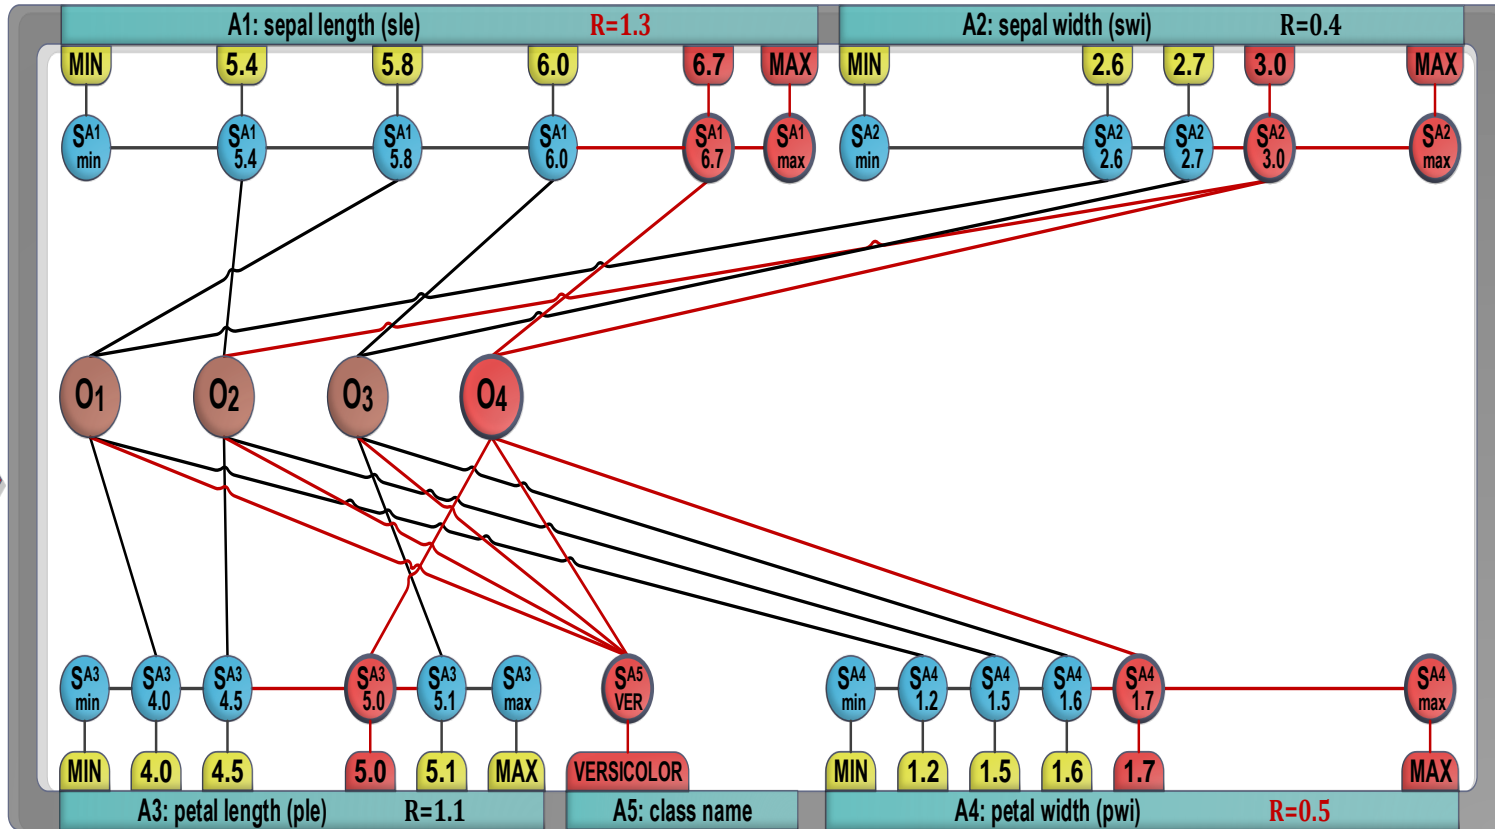 A1: sepal length (sle) R=1.3 A2: sepal width (swi) R=0.4
MIN 5.4 5.8 6.0 6.7 MAX MIN 2.6 2.7 3.0 MAX
SA1 SA1 SA1 SA1 SA1 SA1 SA2 SA2 SA2 SA2 SA2
min 5.4 5.8 6.0 6.7 max min 2.6 2.7 3.0 max
O1 O2 O3 O4
SA3 SA3 SA3 SA3 SA3 SA3 SA5 SA4 SA4 SA4 SA4 SA4 SA4
min 4.0 4.5 5.0 5.1 max VER min 1.2 1.5 1.6 1.7 max
MIN 4.0 4.5 5.0 5.1 MAX VERSICOLOR MIN 1.2 1.5 1.6 1.7 MAX
A3: petal length (ple) R=1.1 A5: class name A4: petal width (pwi) R=0.5